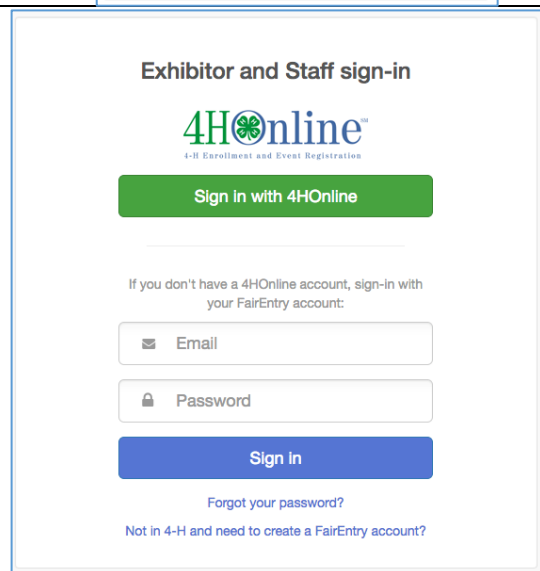 Exhibitor and Staff sign-in
4HOnline℠
4-H Enrollment and Event Registration
Sign in with 4HOnline
If you don't have a 4HOnline account, sign-in with
your FairEntry account:
Email
Password
Sign in
Forgot your password?
Not in 4-H and need to create a FairEntry account?